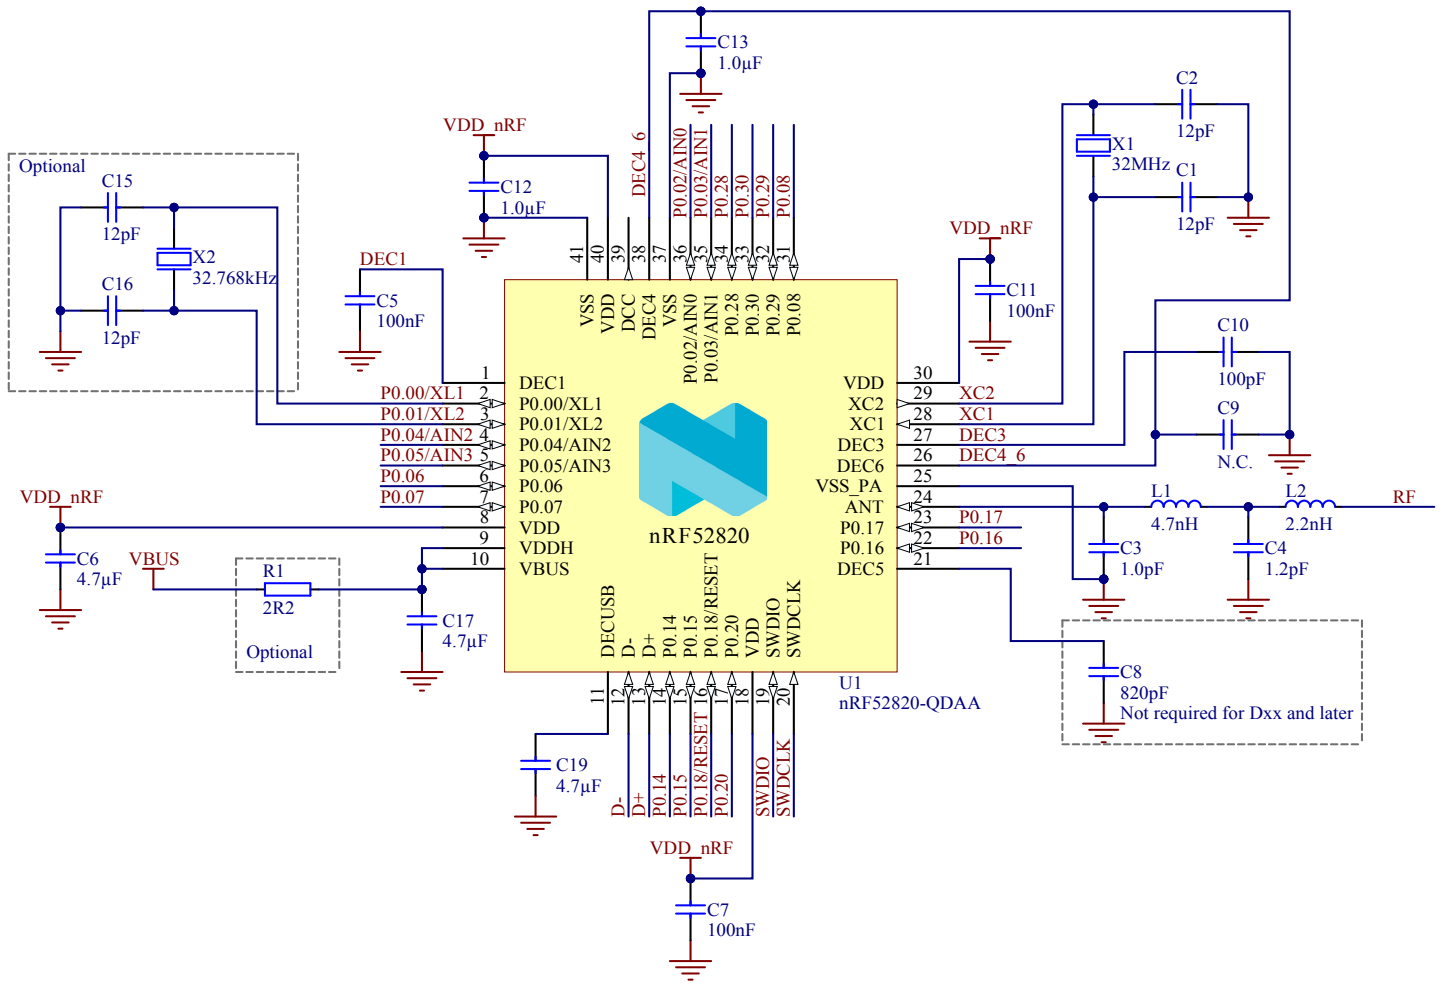 C13
1.0µF
C2
12pF
X1
32MHz
C1
12pF
VDD_nRF
C12
1.0µF
DEC4_6
P0.02/AIN0
P0.03/AIN1
P0.28
P0.30
P0.29
P0.08
Optional
C15
12pF
X2
32.768kHz
C16
12pF
DEC1
C5
100nF
VDD_nRF
C11
100nF
C10
100pF
C9
N.C.
41
40
39
38
37
36
35
34
33
32
31
VSS
VDD
DCC
DEC4
VSS
P0.02/AIN0
P0.03/AIN1
P0.28
P0.30
P0.29
P0.08
1
DEC1
P0.00/XL1
2
P0.00/XL1
P0.01/XL2
3
P0.01/XL2
P0.04/AIN2
4
P0.04/AIN2
P0.05/AIN3
5
P0.05/AIN3
P0.06
6
P0.06
P0.07
7
P0.07
8
VDD
9
VDDH
10
VBUS
VDD
30
XC2
29
XC2
XC1
28
XC1
DEC3
27
DEC3
DEC6
26
DEC4_6
VSS_PA
25
ANT
24
P0.17
23
P0.17
P0.16
22
P0.16
DEC5
21
nRF52820
VDD_nRF
C6
4.7µF
VBUS
R1
2R2
Optional
C17
4.7µF
L1
4.7nH
L2
2.2nH
RF
C3
1.0pF
C4
1.2pF
C8
820pF
Not required for Dxx and later
DECUSB
D-
D+
P0.14
P0.15
P0.18/RESET
P0.20
VDD
SWDIO
SWDCLK
11
12
13
14
15
16
17
18
19
20
U1
nRF52820-QDAA
C19
4.7µF
D-
D+
P0.14
P0.15
P0.18/RESET
P0.20
SWDIO
SWDCLK
VDD_nRF
C7
100nF